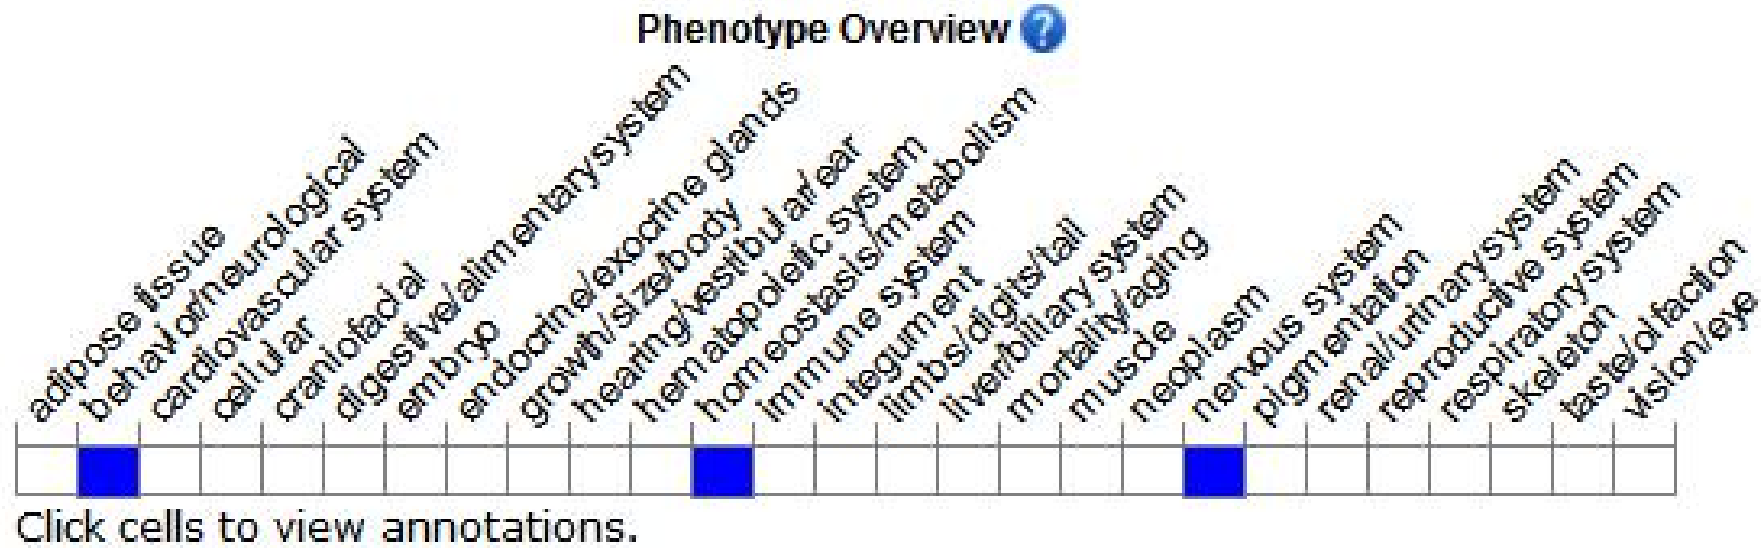 Phenotype Overview ?
adipose tissue
behavior/neurological
cardiovascular system
cellular
craniofacial
digestive/alimentary system
embryo
endocrine/exocrine glands
growth/size/body
hearing/vestibular/ear
hematopoietic system
homeostasis/metabolism
immune system
integument
limbs/digits/tail
liver/biliary system
mortality/aging
muscle
neoplasm
nervous system
pigmentation
renal/urinary system
reproductive system
respiratory system
skeleton
taste/olfaction
vision/eye
Click cells to view annotations.